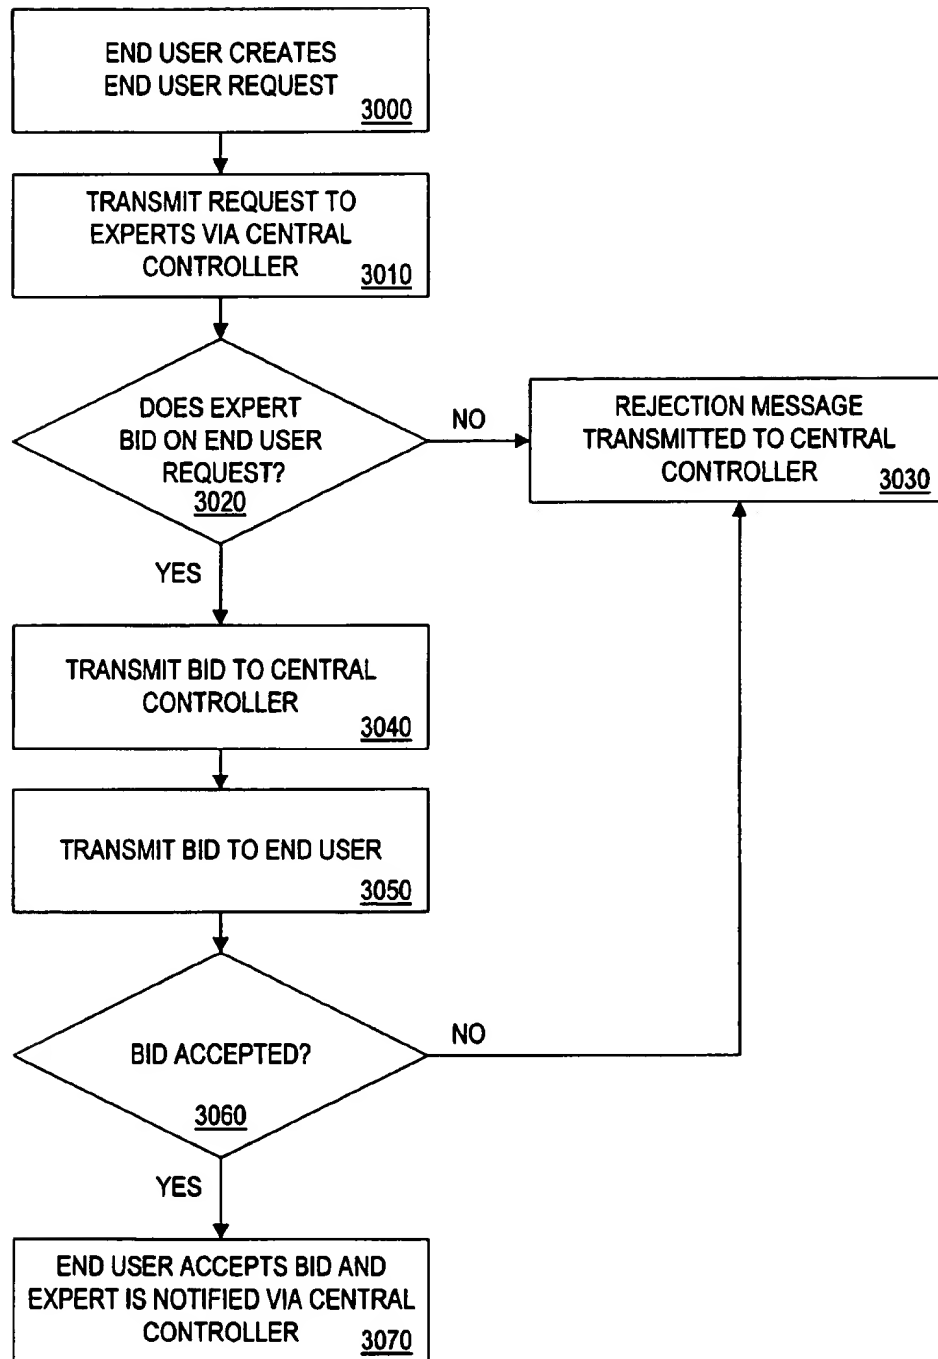 END USER CREATES
END USER REQUEST
3000
TRANSMIT REQUEST TO
EXPERTS VIA CENTRAL
CONTROLLER
3010
DOES EXPERT
BID ON END USER
REQUEST?
3020
NO
REJECTION MESSAGE
TRANSMITTED TO CENTRAL
CONTROLLER
3030
YES
TRANSMIT BID TO CENTRAL
CONTROLLER
3040
TRANSMIT BID TO END USER
3050
BID ACCEPTED?
3060
NO
YES
END USER ACCEPTS BID AND
EXPERT IS NOTIFIED VIA CENTRAL
CONTROLLER
3070